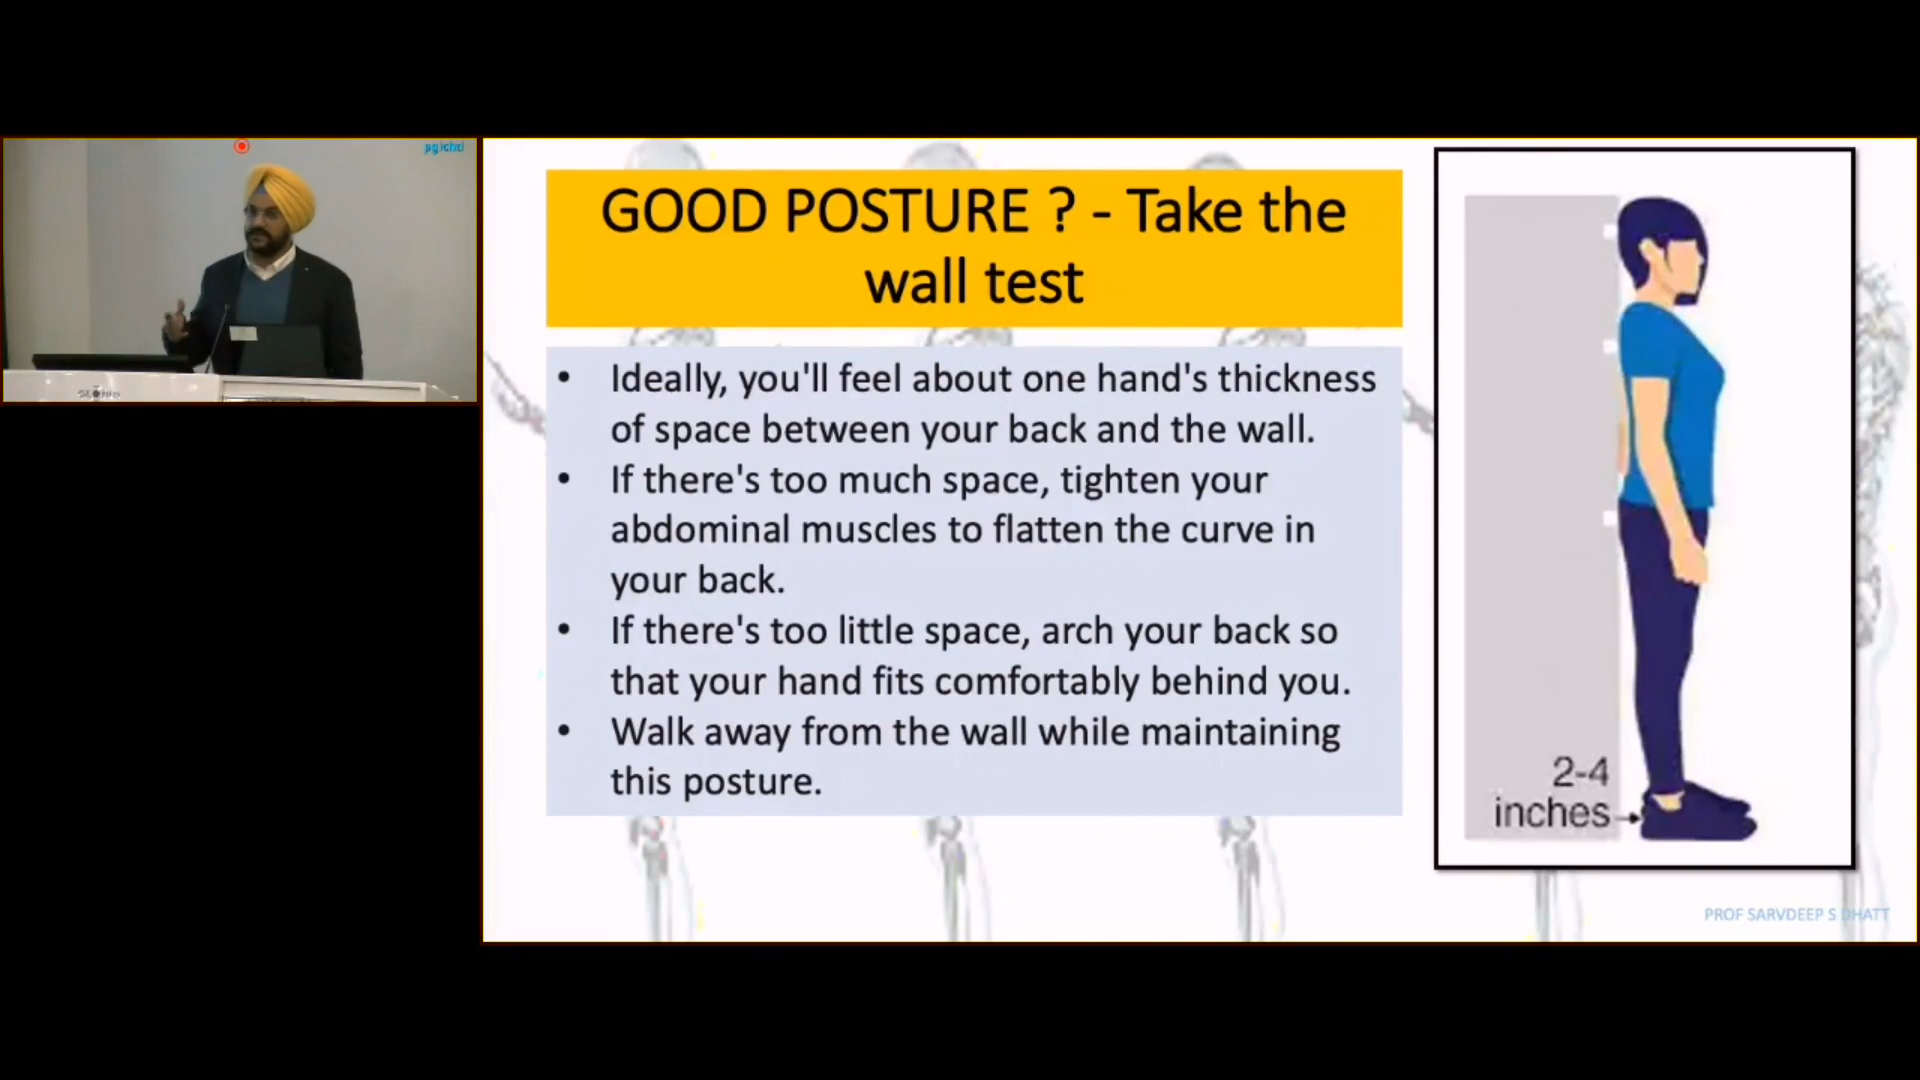 pgichd
GOOD POSTURE ? - Take the
wall test
• Ideally, you'll feel about one hand's thickness
of space between your back and the wall.
• If there's too much space, tighten your
abdominal muscles to flatten the curve in
your back.
• If there's too little space, arch your back so
that your hand fits comfortably behind you.
• Walk away from the wall while maintaining
this posture.
2-4
inches
PROF SARVDEEP S DHATT